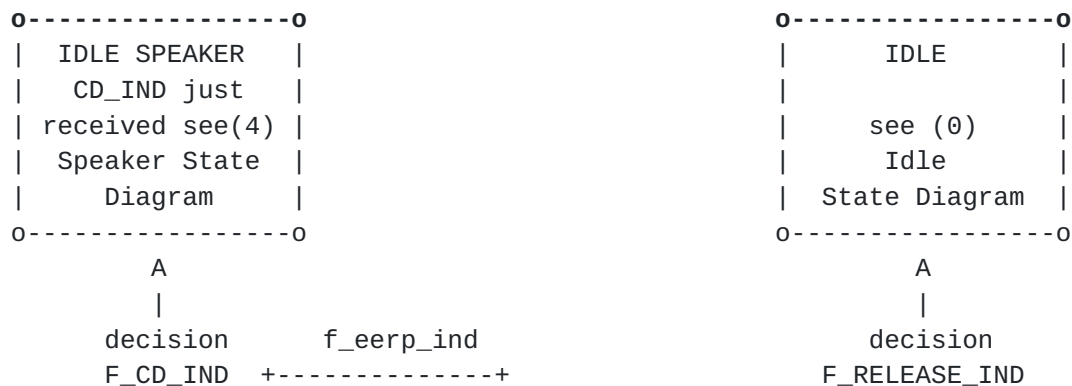 o-----------------o                               o-----------------o
|   IDLE SPEAKER  |                               |      IDLE       |
|    CD_IND just  |                               |                 |
| received see(4) |                               |     see (0)     |
|  Speaker State  |                               |      Idle       |
|     Diagram     |                               |  State Diagram  |
o-----------------o                               o-----------------o
         A                                                 A
         |                                                 |
      decision      f_eerp_ind                          decision
      F_CD_IND  +--------------+                     F_RELEASE_IND